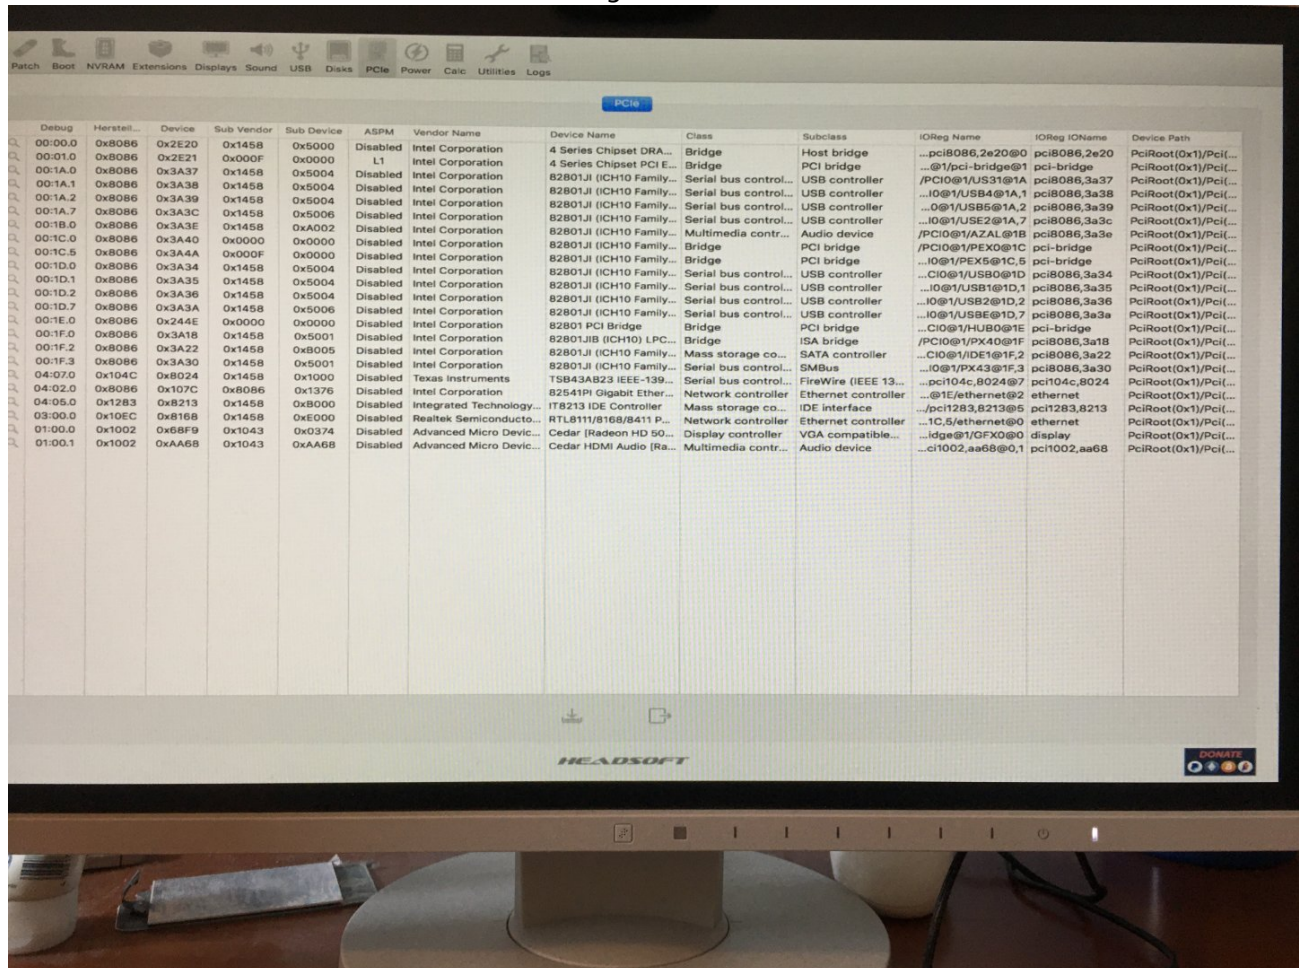 Patch Boot NVRAM Extensions Displays Sound USB Disks PCIe Power Calc Utilities Logs
PCIe
Debug Herstell... Device Sub Vendor Sub Device ASPM Vendor Name Device Name Class Subclass IOReg Name IOReg IOName Device Path
00:00.0 0x8086 0x2E20 0x1458 0x5000 Disabled Intel Corporation 4 Series Chipset DRA... Bridge Host bridge ...pci8086,2e20@0 pci8086,2e20 PciRoot(0x1)/Pci(...
00:01.0 0x8086 0x2E21 0x000F 0x0000 L1 Intel Corporation 4 Series Chipset PCI E... Bridge PCI bridge ...@1/pci-bridge@1 pci-bridge PciRoot(0x1)/Pci(...
00:1A.0 0x8086 0x3A37 0x1458 0x5004 Disabled Intel Corporation 82801JI (ICH10 Family... Serial bus control... USB controller /PCI0@1/US31@1A pci8086,3a37 PciRoot(0x1)/Pci(...
00:1A.1 0x8086 0x3A38 0x1458 0x5004 Disabled Intel Corporation 82801JI (ICH10 Family... Serial bus control... USB controller ...I0@1/USB4@1A,1 pci8086,3a38 PciRoot(0x1)/Pci(...
00:1A.2 0x8086 0x3A39 0x1458 0x5004 Disabled Intel Corporation 82801JI (ICH10 Family... Serial bus control... USB controller ...0@1/USB5@1A,2 pci8086,3a39 PciRoot(0x1)/Pci(...
00:1A.7 0x8086 0x3A3C 0x1458 0x5006 Disabled Intel Corporation 82801JI (ICH10 Family... Serial bus control... USB controller ...I0@1/USE2@1A,7 pci8086,3a3c PciRoot(0x1)/Pci(...
00:1B.0 0x8086 0x3A3E 0x1458 0xA002 Disabled Intel Corporation 82801JI (ICH10 Family... Multimedia contr... Audio device /PCI0@1/AZAL@1B pci8086,3a3e PciRoot(0x1)/Pci(...
00:1C.0 0x8086 0x3A40 0x0000 0x0000 Disabled Intel Corporation 82801JI (ICH10 Family... Bridge PCI bridge /PCI0@1/PEX0@1C pci-bridge PciRoot(0x1)/Pci(...
00:1C.5 0x8086 0x3A4A 0x000F 0x0000 Disabled Intel Corporation 82801JI (ICH10 Family... Bridge PCI bridge ...I0@1/PEX5@1C,5 pci-bridge PciRoot(0x1)/Pci(...
00:1D.0 0x8086 0x3A34 0x1458 0x5004 Disabled Intel Corporation 82801JI (ICH10 Family... Serial bus control... USB controller ...CI0@1/USB0@1D pci8086,3a34 PciRoot(0x1)/Pci(...
00:1D.1 0x8086 0x3A35 0x1458 0x5004 Disabled Intel Corporation 82801JI (ICH10 Family... Serial bus control... USB controller ...I0@1/USB1@1D,1 pci8086,3a35 PciRoot(0x1)/Pci(...
00:1D.2 0x8086 0x3A36 0x1458 0x5004 Disabled Intel Corporation 82801JI (ICH10 Family... Serial bus control... USB controller ...I0@1/USB2@1D,2 pci8086,3a36 PciRoot(0x1)/Pci(...
00:1D.7 0x8086 0x3A3A 0x1458 0x5006 Disabled Intel Corporation 82801JI (ICH10 Family... Serial bus control... USB controller ...I0@1/USBE@1D,7 pci8086,3a3a PciRoot(0x1)/Pci(...
00:1E.0 0x8086 0x244E 0x0000 0x0000 Disabled Intel Corporation 82801 PCI Bridge Bridge PCI bridge ...CI0@1/HUB0@1E pci-bridge PciRoot(0x1)/Pci(...
00:1F.0 0x8086 0x3A18 0x1458 0x5001 Disabled Intel Corporation 82801JIB (ICH10) LPC... Bridge ISA bridge /PCI0@1/PX40@1F pci8086,3a18 PciRoot(0x1)/Pci(...
00:1F.2 0x8086 0x3A22 0x1458 0xB005 Disabled Intel Corporation 82801JI (ICH10 Family... Mass storage co... SATA controller ...CI0@1/IDE1@1F,2 pci8086,3a22 PciRoot(0x1)/Pci(...
00:1F.3 0x8086 0x3A30 0x1458 0x5001 Disabled Intel Corporation 82801JI (ICH10 Family... Serial bus control... SMBus ...I0@1/PX43@1F,3 pci8086,3a30 PciRoot(0x1)/Pci(...
04:07.0 0x104C 0x8024 0x1458 0x1000 Disabled Texas Instruments TSB43AB23 IEEE-139... Serial bus control... FireWire (IEEE 13... ...pci104c,8024@7 pci104c,8024 PciRoot(0x1)/Pci(...
04:02.0 0x8086 0x107C 0x8086 0x1376 Disabled Intel Corporation 82541PI Gigabit Ether... Network controller Ethernet controller ...@1E/ethernet@2 ethernet PciRoot(0x1)/Pci(...
04:05.0 0x1283 0x8213 0x1458 0xB000 Disabled Integrated Technology... IT8213 IDE Controller Mass storage co... IDE interface .../pci1283,8213@5 pci1283,8213 PciRoot(0x1)/Pci(...
03:00.0 0x10EC 0x8168 0x1458 0xE000 Disabled Realtek Semiconducto... RTL8111/8168/8411 P... Network controller Ethernet controller ...1C,5/ethernet@0 ethernet PciRoot(0x1)/Pci(...
01:00.0 0x1002 0x68F9 0x1043 0x0374 Disabled Advanced Micro Devic... Cedar [Radeon HD 50... Display controller VGA compatible... ...idge@1/GFX0@0 display PciRoot(0x1)/Pci(...
01:00.1 0x1002 0xAA68 0x1043 0xAA68 Disabled Advanced Micro Devic... Cedar HDMI Audio [Ra... Multimedia contr... Audio device ...ci1002,aa68@0,1 pci1002,aa68 PciRoot(0x1)/Pci(...
HEADSOFT
DONATE